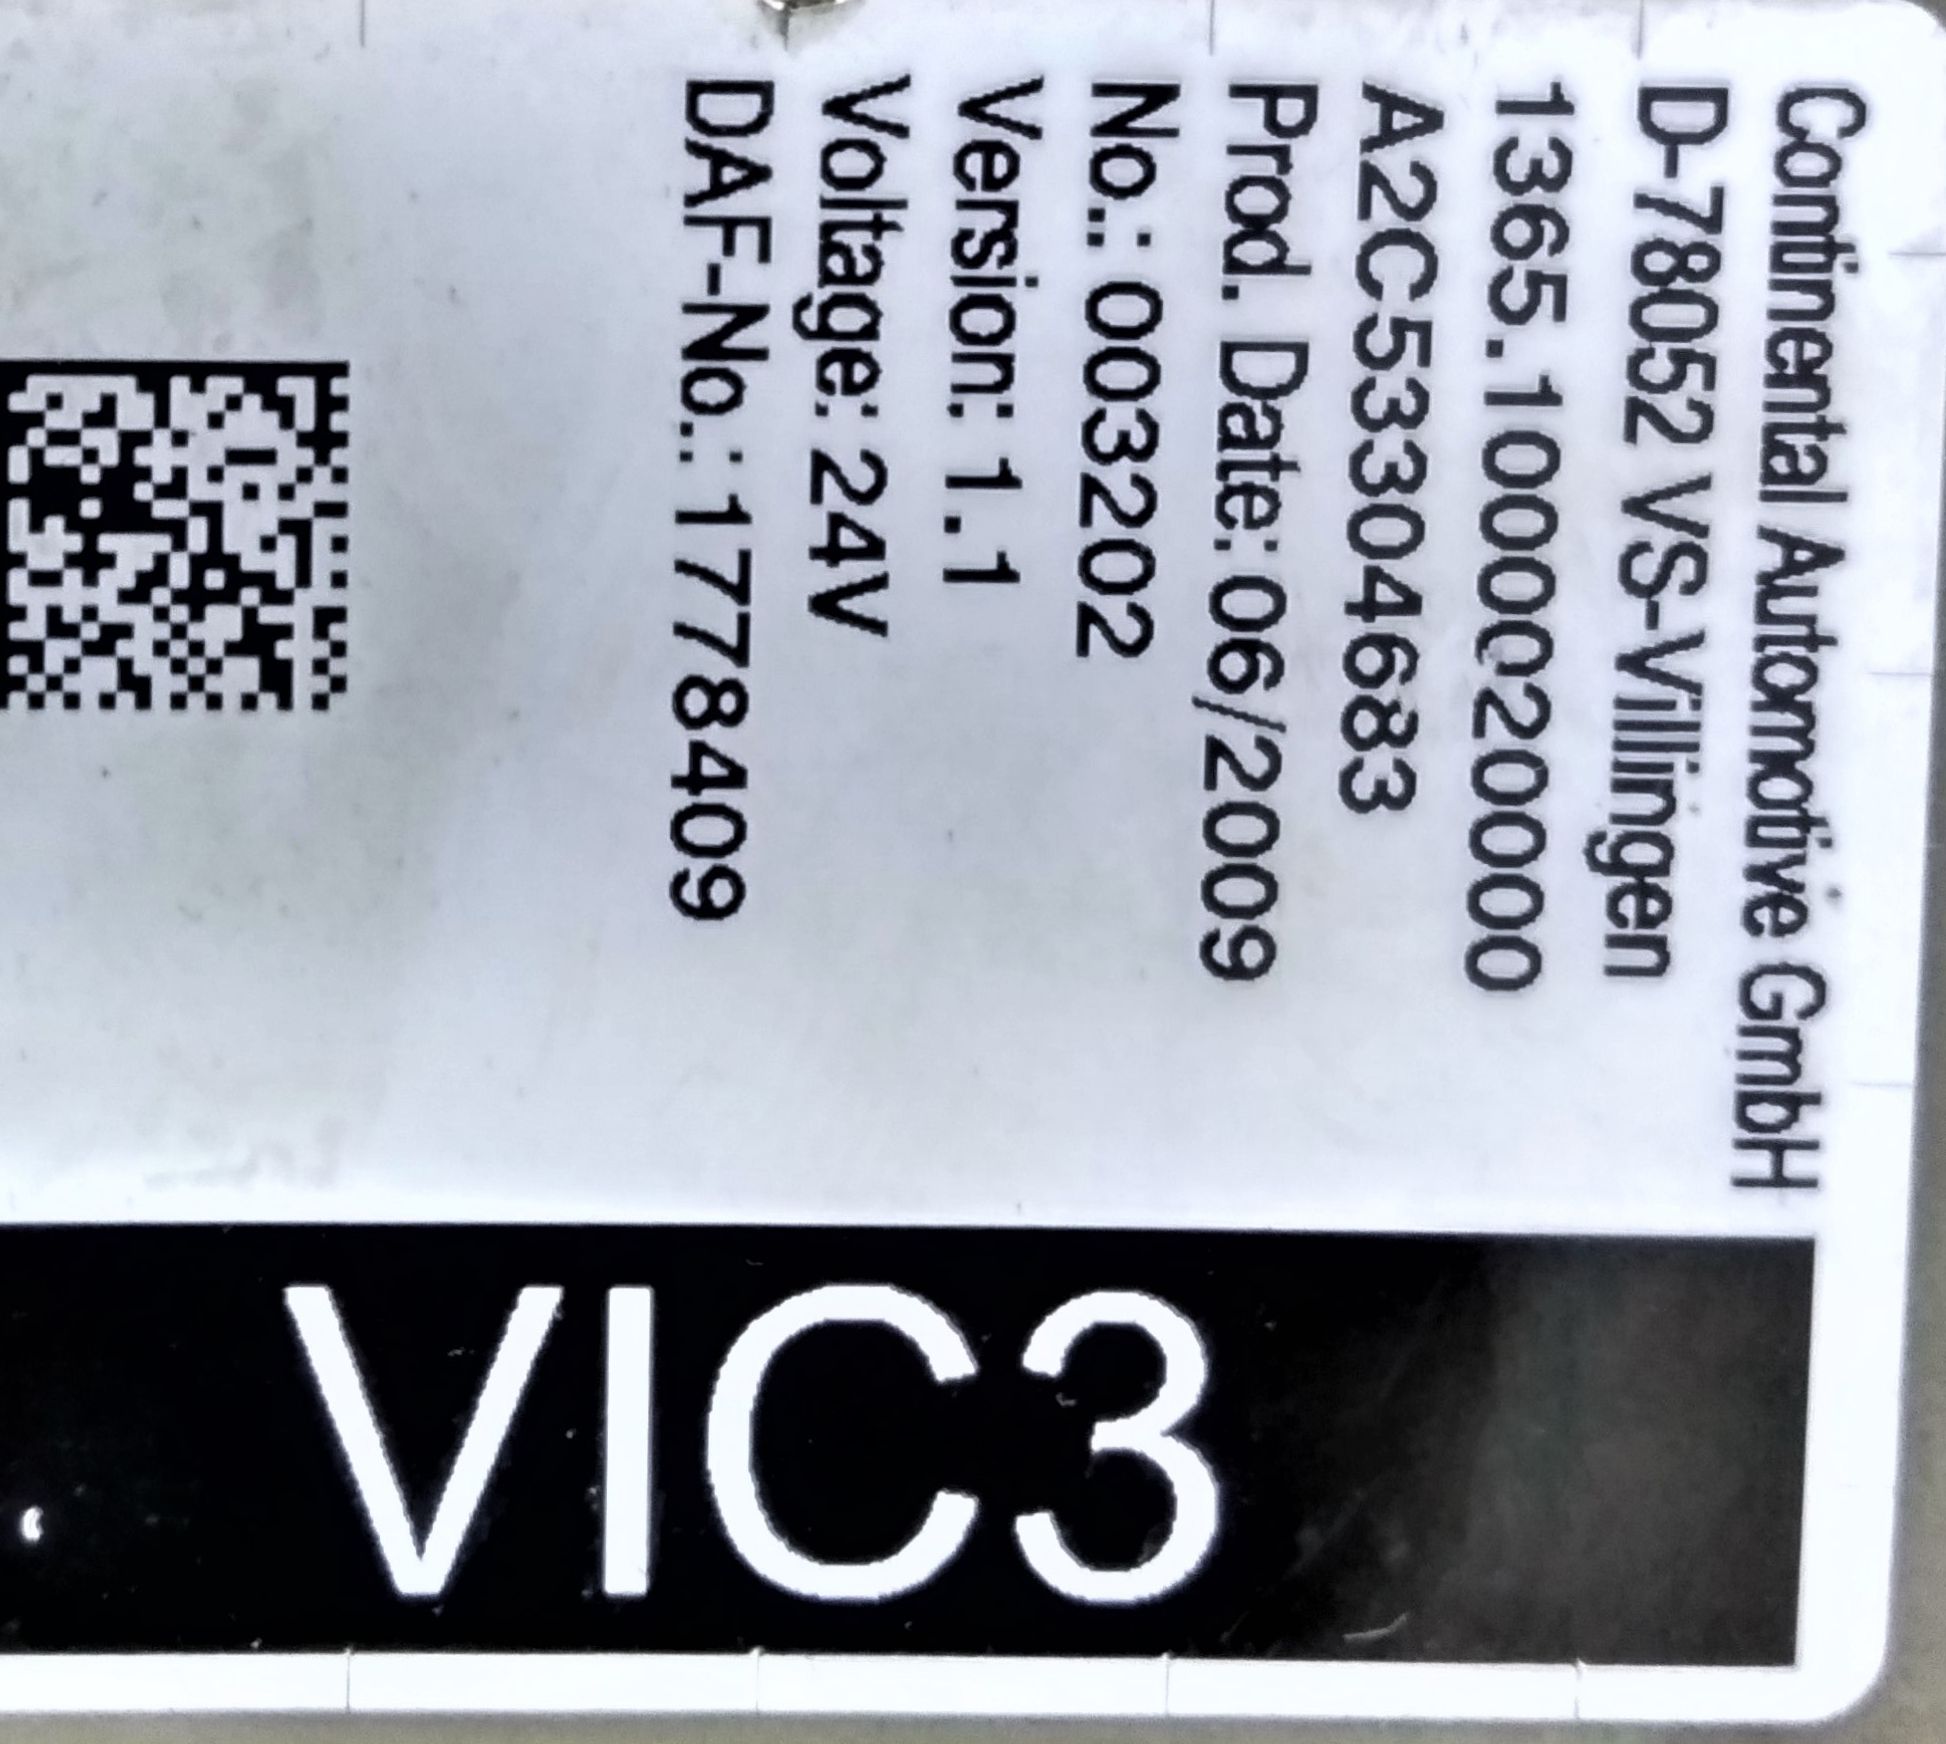 Continental Automotive GmbH
D-78052 VS-Villingen
1365.10000020000
A2C53304683
Prod. Date: 06/2009
No.: 003202
Version: 1.1
Voltage: 24V
DAF-No.: 1778409
VIC3